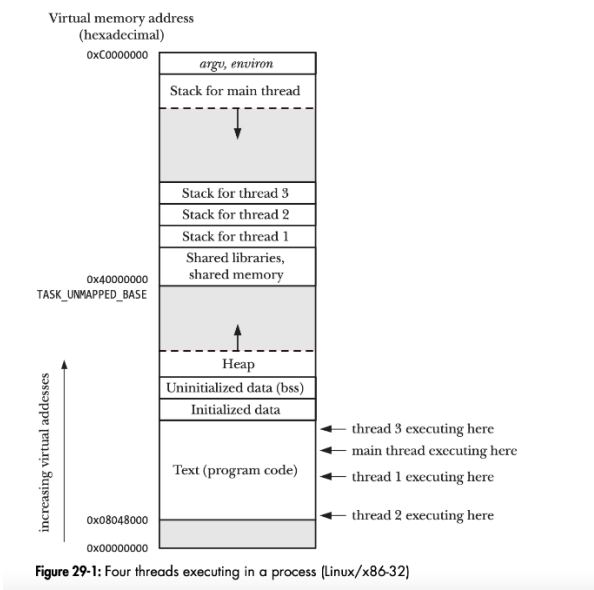 Virtual memory address
(hexadecimal)
0xC0000000
argv, environ
Stack for main thread
Stack for thread 3
Stack for thread 2
Stack for thread 1
Shared libraries,
shared memory
0x40000000
TASK_UNMAPPED_BASE
Heap
Uninitialized data (bss)
Initialized data
thread 3 executing here
main thread executing here
Text (program code)
thread 1 executing here
thread 2 executing here
increasing virtual addesses
0x08048000
0x00000000
Figure 29-1: Four threads executing in a process (Linux/x86-32)